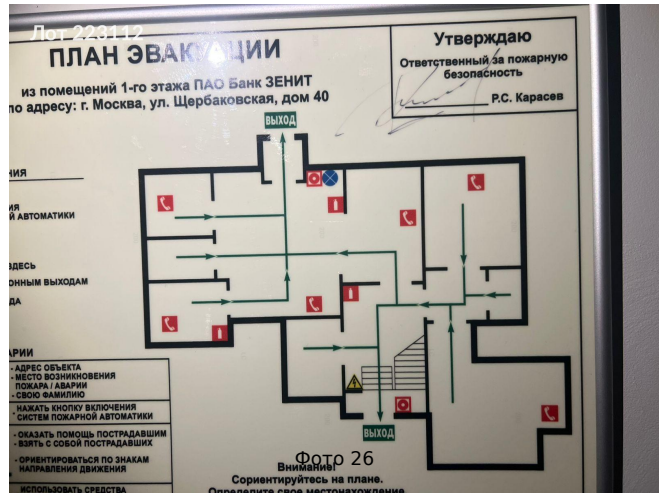 Лот 223112
ПЛАН ЭВАКУАЦИИ
из помещений 1-го этажа ПАО Банк ЗЕНИТ
по адресу: г. Москва, ул. Щербаковская, дом 40
Утверждаю
Ответственный за пожарную
безопасность
Р.С. Карасев
ВЫХОД
АВТОМАТИКИ
ЗДЕСЬ
ВЫХОДАМ
- АДРЕС ОБЪЕКТА
- МЕСТО ВОЗНИКНОВЕНИЯ
ПОЖАРА / АВАРИИ
- СВОЮ ФАМИЛИЮ
- НАЖАТЬ КНОПКУ ВКЛЮЧЕНИЯ
СИСТЕМ ПОЖАРНОЙ АВТОМАТИКИ
- ОКАЗАТЬ ПОМОЩЬ ПОСТРАДАВШИМ
- ВЗЯТЬ С СОБОЙ ПОСТРАДАВШИХ
- ОРИЕНТИРОВАТЬСЯ ПО ЗНАКАМ
НАПРАВЛЕНИЯ ДВИЖЕНИЯ
ИСПОЛЬЗОВАТЬ СРЕДСТВА
ВЫХОД
Фото 26
Внимание!
Сориентируйтесь на плане.
Определите свое местонахождение